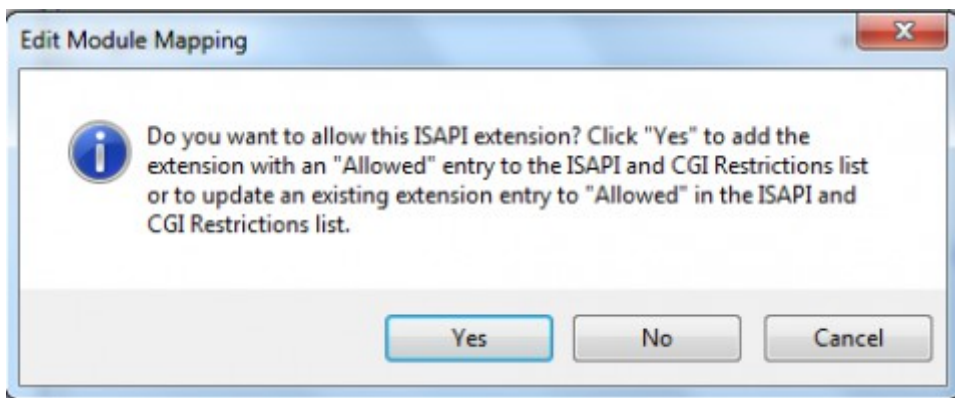 Edit Module Mapping
Do you want to allow this ISAPI extension? Click "Yes" to add the
extension with an "Allowed" entry to the ISAPI and CGI Restrictions list
or to update an existing extension entry to "Allowed" in the ISAPI and
CGI Restrictions list.
Yes No Cancel